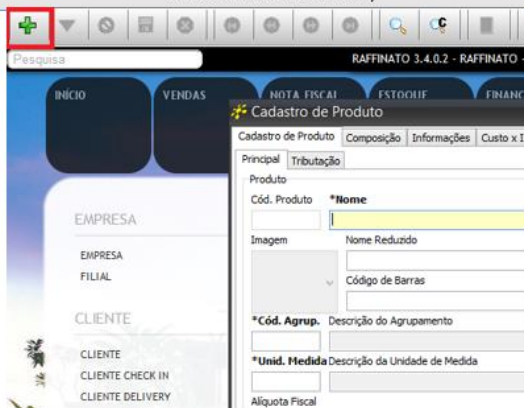 Pesquisa
RAFFINATO 3.4.0.2 - RAFFINATO -
INÍCIO VENDAS NOTA FISCAL ESTOQUE
Cadastro de Produto
Cadastro de Produto Composição Informações Custo x
Principal Tributação
Produto
Cód. Produto *Nome
Imagem Nome Reduzido
Código de Barras
*Cód. Agrup. Descrição do Agrupamento
*Unid. Medida Descrição da Unidade de Medida
Alíquota Fiscal
EMPRESA
EMPRESA
FILIAL
CLIENTE
CLIENTE
CLIENTE CHECK IN
CLIENTE DELIVERY